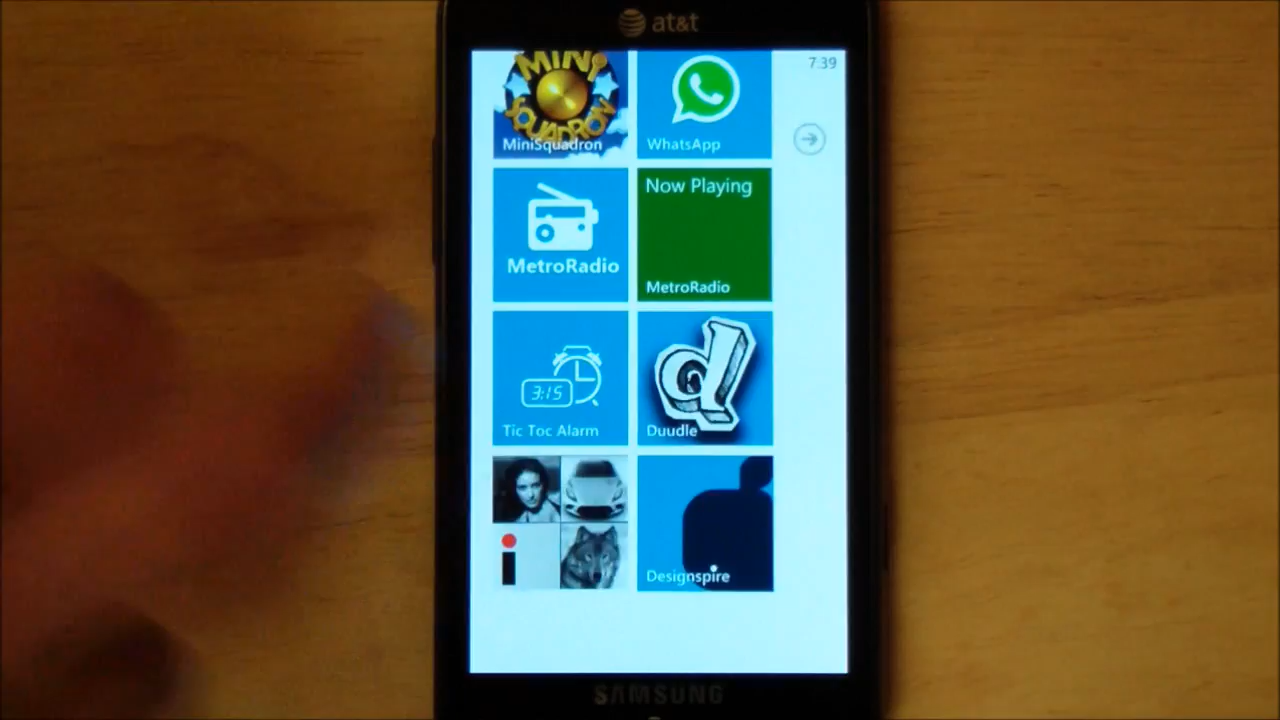 at&t
7:39
MINI
SQUADRON
MiniSquadron
WhatsApp
MetroRadio
Now Playing
MetroRadio
3:15
Tic Toc Alarm
d
Duudle
i
Designspire
SAMSUNG